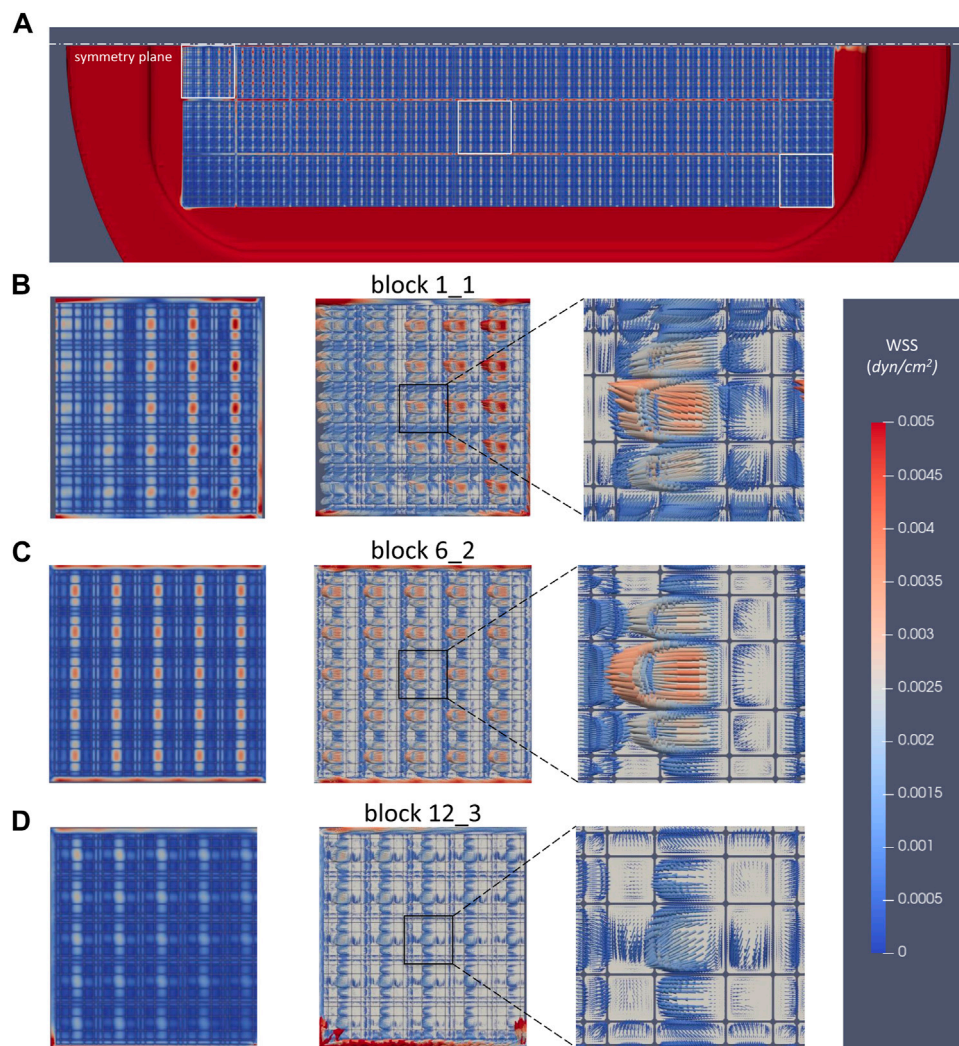 A
symmetry plane
B
block 1_1
WSS
(dyn/cm²)
0.005
0.0045
0.004
0.0035
0.003
0.0025
0.002
0.0015
0.001
0.0005
0
C
block 6_2
D
block 12_3